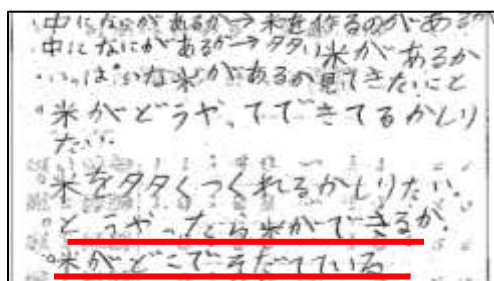 ・中になにがあるか→米を作るのがあるか
・中になにがあるか→タタリ米があるか
・いっぱいな米があるか見てきたいこと
・米がどうやってできてるかしり
たい。
・米をタタくつくれるかしりたい。
・どうやったら米ができるか。
・米がどこでそだてている